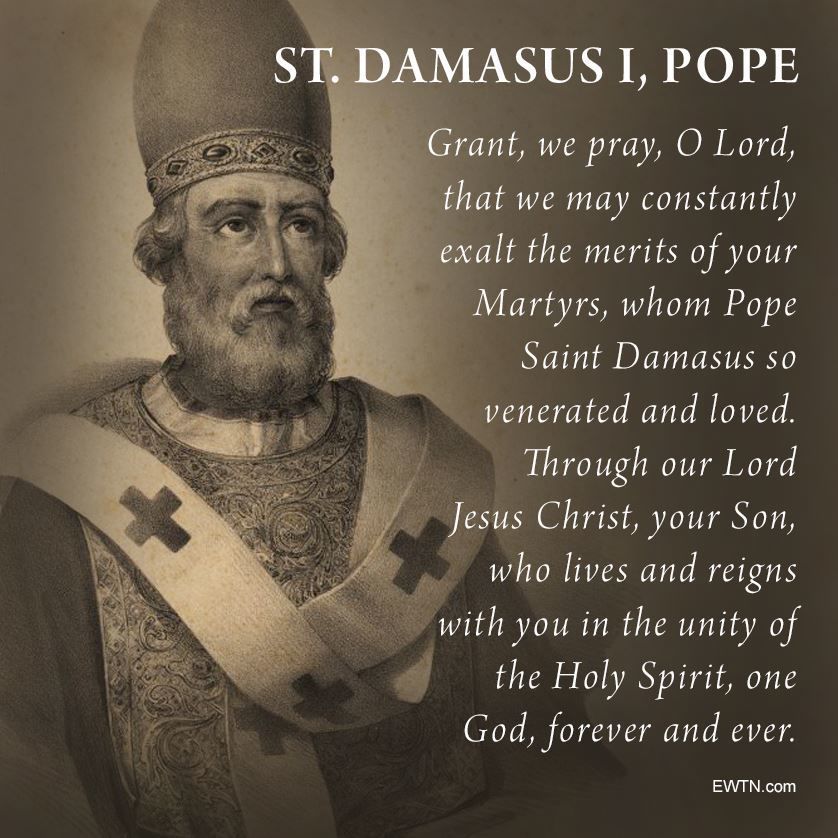 ST. DAMASUS I, POPE
Grant, we pray, O Lord,
that we may constantly
exalt the merits of your
Martyrs, whom Pope
Saint Damasus so
venerated and loved.
Through our Lord
Jesus Christ, your Son,
who lives and reigns
with you in the unity of
the Holy Spirit, one
God, forever and ever.
EWTN.com